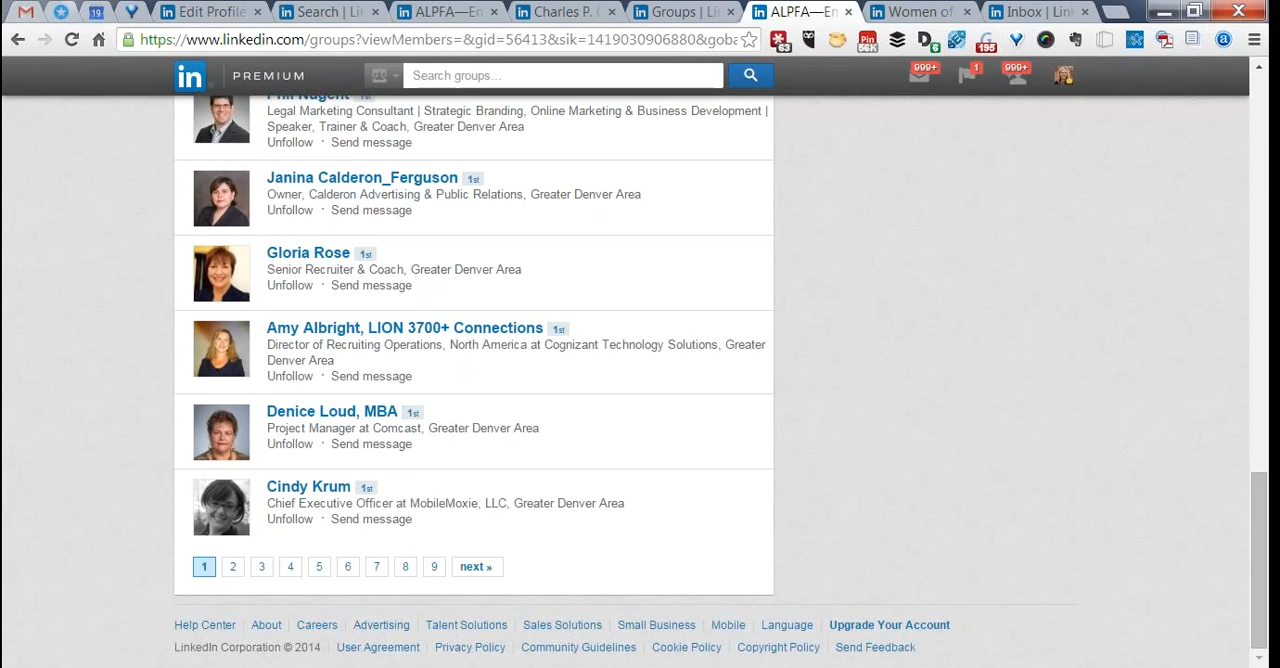 Edit Profile
Search | Li
ALPFA—En
Charles P.
Groups | Li
ALPFA—En
Women of
Inbox | Link
https://www.linkedin.com/groups?viewMembers=&gid=56413&sik=1419030906880&goba
63
56K
6
195
in PREMIUM
Search groups...
999+
1
999+
Phil Nugent 1st
Legal Marketing Consultant | Strategic Branding, Online Marketing & Business Development |
Speaker, Trainer & Coach, Greater Denver Area
Unfollow · Send message
Janina Calderon_Ferguson 1st
Owner, Calderon Advertising & Public Relations, Greater Denver Area
Unfollow · Send message
Gloria Rose 1st
Senior Recruiter & Coach, Greater Denver Area
Unfollow · Send message
Amy Albright, LION 3700+ Connections 1st
Director of Recruiting Operations, North America at Cognizant Technology Solutions, Greater
Denver Area
Unfollow · Send message
Denice Loud, MBA 1st
Project Manager at Comcast, Greater Denver Area
Unfollow · Send message
Cindy Krum 1st
Chief Executive Officer at MobileMoxie, LLC, Greater Denver Area
Unfollow · Send message
1 2 3 4 5 6 7 8 9 next »
Help Center About Careers Advertising Talent Solutions Sales Solutions Small Business Mobile Language Upgrade Your Account
LinkedIn Corporation © 2014 User Agreement Privacy Policy Community Guidelines Cookie Policy Copyright Policy Send Feedback